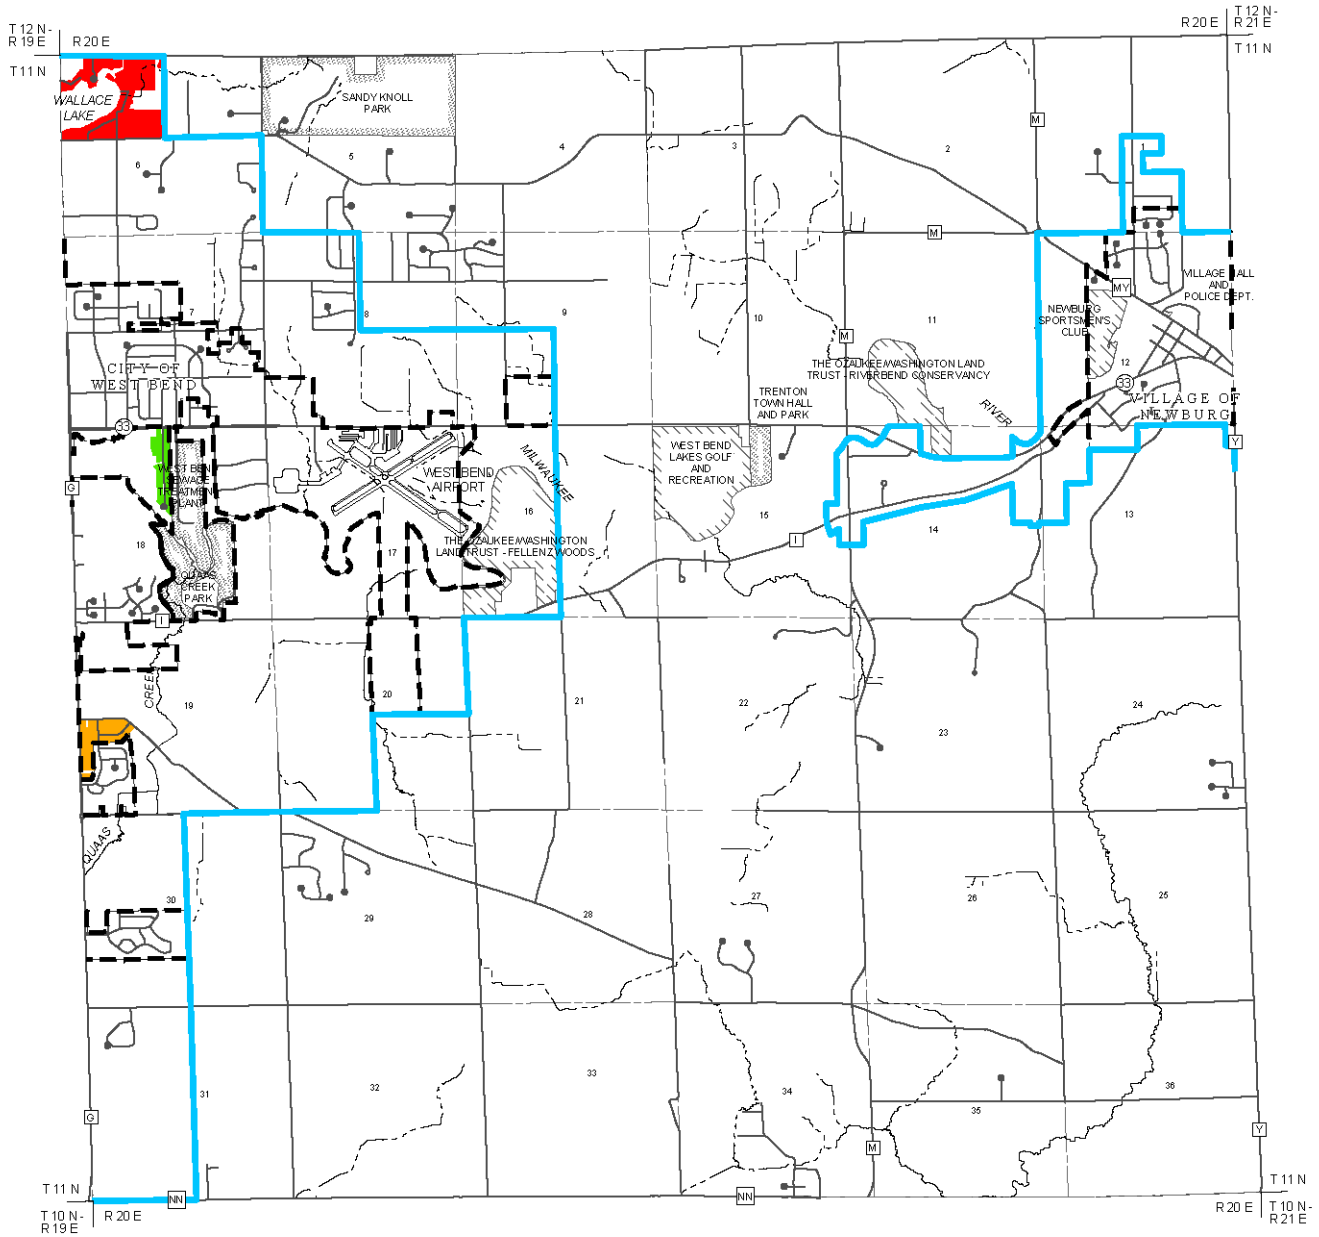 T 12 N-
R 19 E
R 20 E
T 11 N
R 20 E
T 12 N-
R 21 E
T 11 N
WALLACE
LAKE
SANDY KNOLL
PARK
6
5
4
3
2
1
M
M
7
8
9
10
11
12
M
MY
VILLAGE HALL
AND
POLICE DEPT.
NEWBURG
SPORTSMEN'S
CLUB
CITY OF
WEST BEND
33
THE OZAUKEE/WASHINGTON LAND
TRUST - RIVERBEND CONSERVANCY
33
VILLAGE OF
NEWBURG
TRENTON
TOWN HALL
AND PARK
RIVER
Y
WEST BEND
LAKES GOLF
AND
RECREATION
WEST BEND
AIRPORT
MILWAUKEE
WEST BEN
SEWAGE
TREATMENT
PLANT
G
16
15
14
13
18
17
THE OZAUKEE/WASHINGTON
LAND TRUST - FELLENZ WOODS
I
QUAAS
CREEK
PARK
I
CREEK
19
20
21
22
23
24
QUAAS
30
29
28
27
26
25
31
32
33
34
35
36
G
M
Y
NN
NN
T 11 N
T 10 N-
R 19 E
R 20 E
R 20 E
T 11 N
T 10 N-
R 21 E